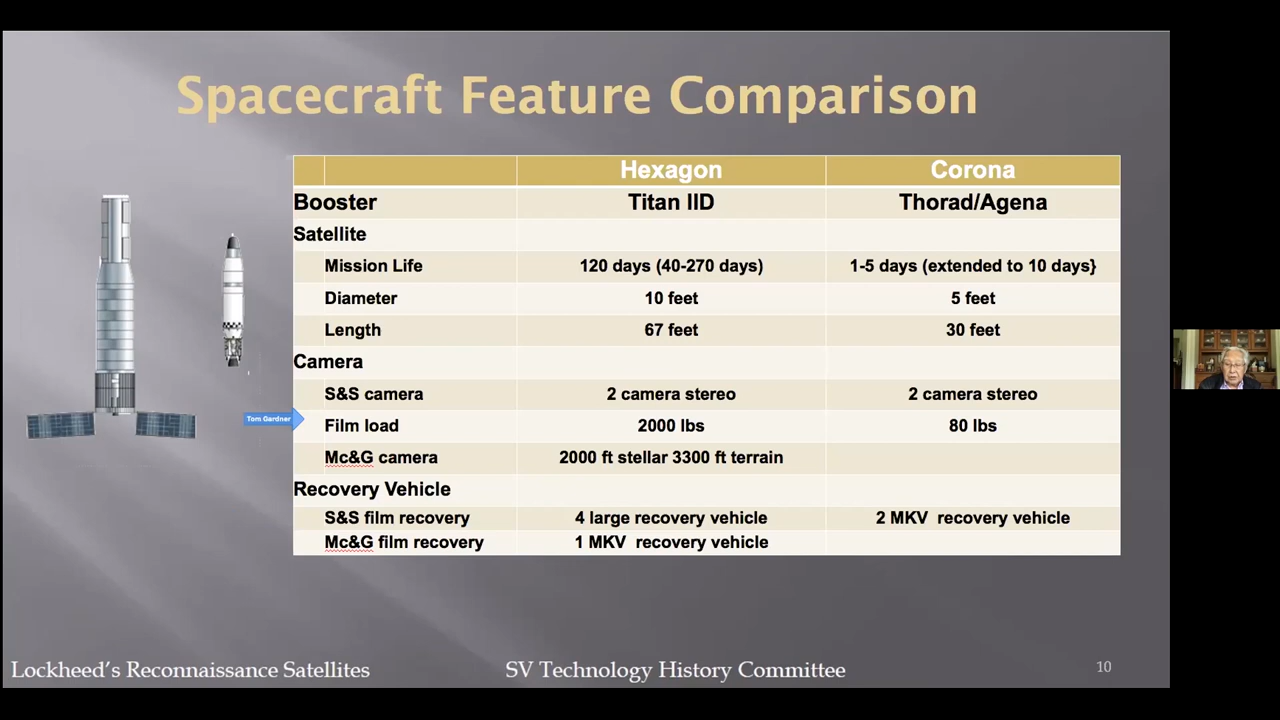 Spacecraft Feature Comparison
Hexagon Corona
Booster Titan IID Thorad/Agena
Satellite
Mission Life 120 days (40-270 days) 1-5 days (extended to 10 days}
Diameter 10 feet 5 feet
Length 67 feet 30 feet
Camera
S&S camera 2 camera stereo 2 camera stereo
Tom Gardner
Film load 2000 lbs 80 lbs
Mc&G camera 2000 ft stellar 3300 ft terrain
Recovery Vehicle
S&S film recovery 4 large recovery vehicle 2 MKV recovery vehicle
Mc&G film recovery 1 MKV recovery vehicle
Lockheed's Reconnaissance Satellites SV Technology History Committee 10